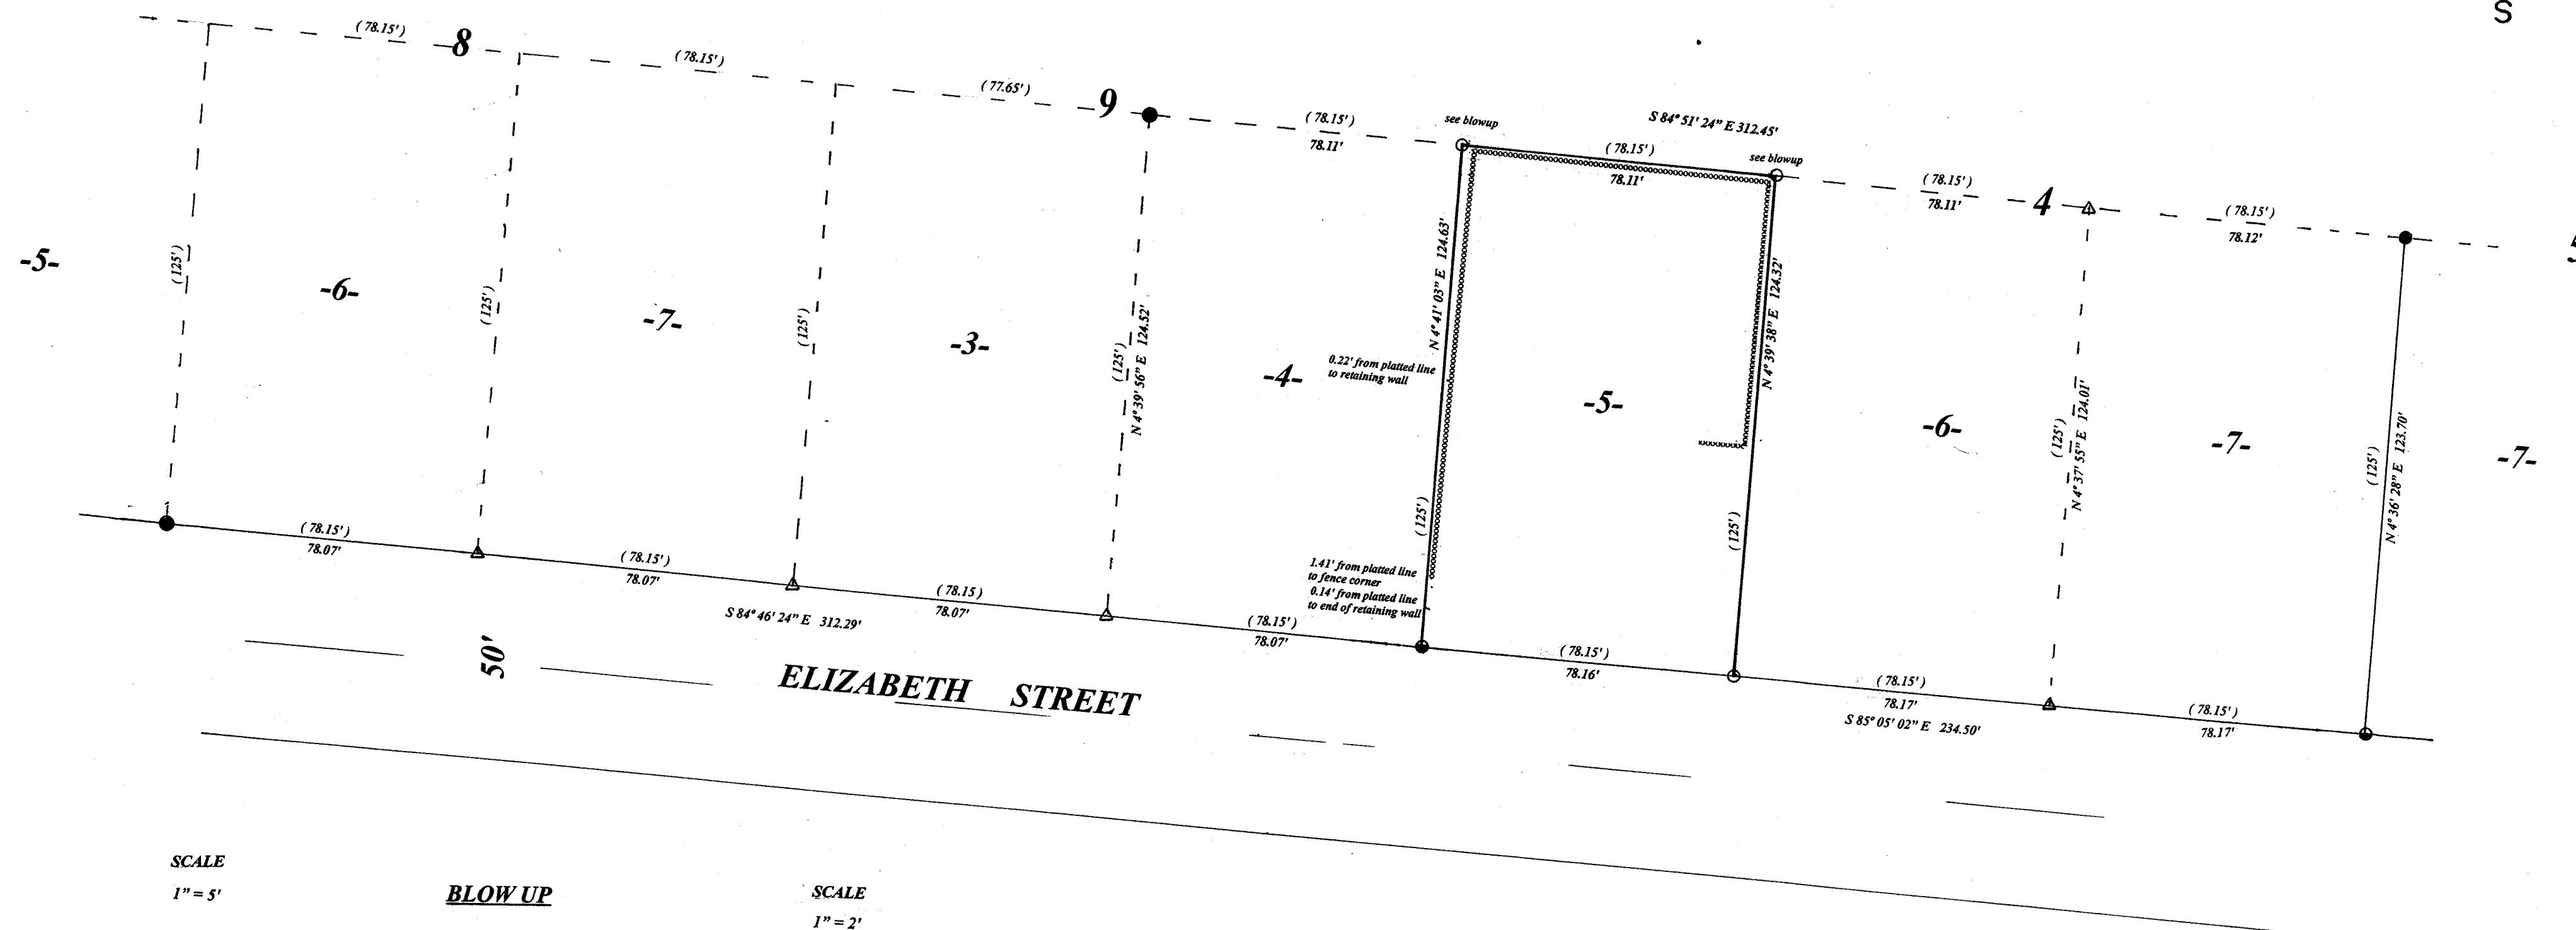 S
( 78.15' )
8
( 78.15' )
( 77.65' )
9
( 78.15' )
78.11'
see blowup
S 84° 51' 24" E 312.45'
( 78.15' )
78.11'
see blowup
( 78.15' )
78.11'
4
( 78.15' )
78.12'
-5-
( 125' )
-6-
( 125' )
-7-
( 125' )
-3-
( 125' )
N 4° 39' 56" E 124.52'
-4-
0.22' from platted line
to retaining wall
N 4° 41' 03" E 124.63'
( 125' )
-5-
N 4° 39' 38" E 124.32'
( 125' )
-6-
( 125' )
N 4° 37' 55" E 124.01'
-7-
( 125' )
N 4° 36' 28" E 123.70'
-7-
1.41' from platted line
to fence corner
0.14' from platted line
to end of retaining wall
( 78.15' )
78.07'
( 78.15' )
78.07'
( 78.15)
78.07'
S 84° 46' 24" E 312.29'
( 78.15' )
78.07'
( 78.15' )
78.16'
( 78.15' )
78.17'
S 85° 05' 02" E 234.50'
( 78.15' )
78.17'
50'
ELIZABETH STREET
SCALE
1" = 5'
BLOW UP
SCALE
1" = 2'